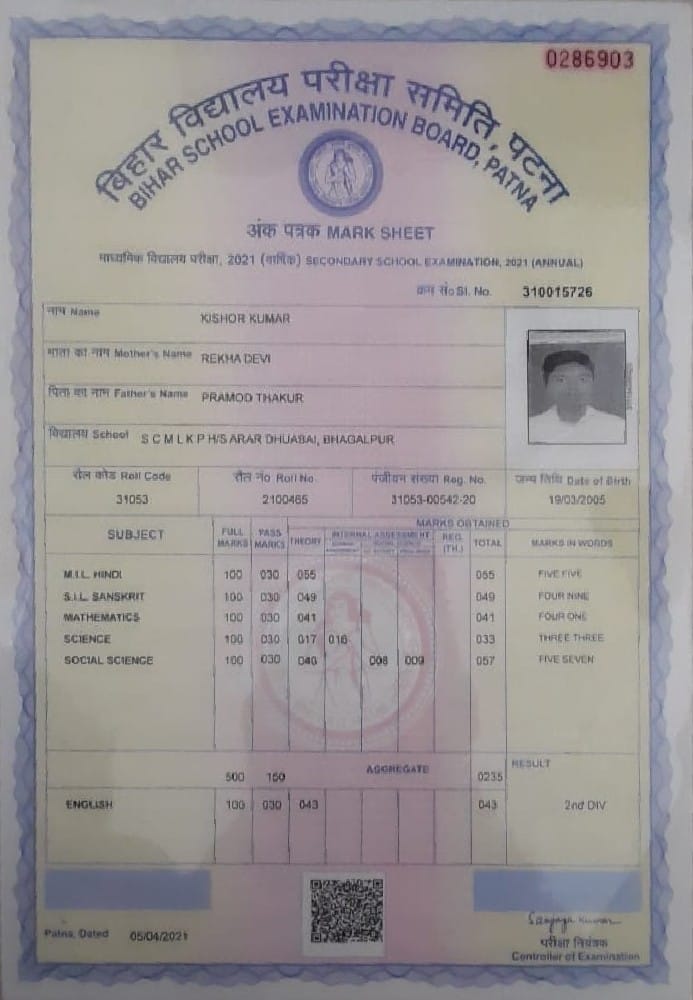 0286903
बिहार विद्यालय परीक्षा समिति, पटना
BIHAR SCHOOL EXAMINATION BOARD, PATNA
अंक पत्रक MARK SHEET
माध्यमिक विद्यालय परीक्षा, 2021 (वार्षिक) SECONDARY SCHOOL EXAMINATION, 2021 (ANNUAL)
क्रम सं० Sl. No. 310015726
नाम Name KISHOR KUMAR
माता का नाम Mother's Name REKHA DEVI
पिता का नाम Father's Name PRAMOD THAKUR
विद्यालय School S C M L K P H/S ARAR DHUABAI, BHAGALPUR
रौल कोड Roll Code रौल नं० Roll No. पंजीयन संख्या Reg. No. जन्म तिथि Date of Birth
31053 2100465 31053-00542-20 19/03/2005
MARKS OBTAINED
SUBJECT FULL MARKS PASS MARKS THEORY INTERNAL ASSESSMENT REG. (TH.) TOTAL MARKS IN WORDS
M.I.L. HINDI 100 030 055 055 FIVE FIVE
S.I.L. SANSKRIT 100 030 049 049 FOUR NINE
MATHEMATICS 100 030 041 041 FOUR ONE
SCIENCE 100 030 017 016 033 THREE THREE
SOCIAL SCIENCE 100 030 040 008 009 057 FIVE SEVEN
RESULT
500 150 AGGREGATE 0235
ENGLISH 100 030 043 043 2nd DIV
Sanjay Kumar
Patna, Dated 05/04/2021
परीक्षा नियंत्रक
Controller of Examination